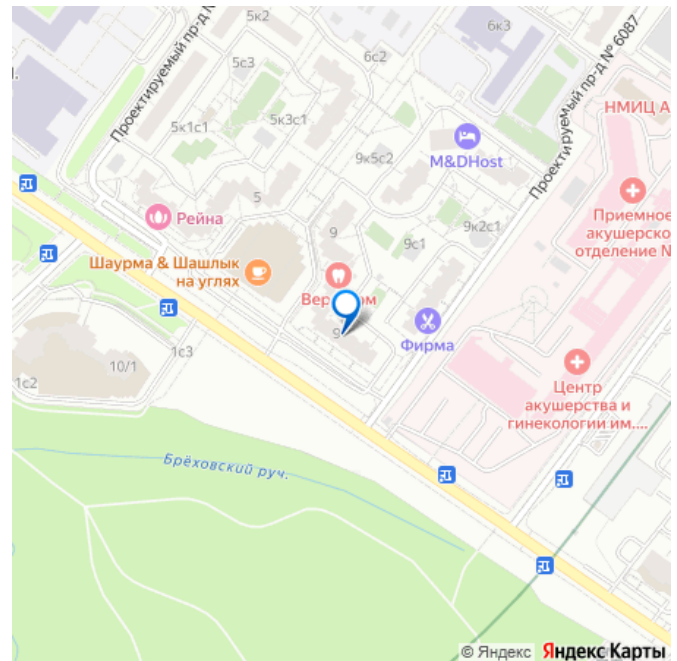 5к2
6к3
5с3
6с2
Проектируемый пр-д №
Проектируемый пр-д № 6087
НМИЦ А
5к1с1
5к3с1
M&DHost
9к5с2
Приемное
акушерско
отделение N
5
Рейна
9
9с1
9к2с1
Шаурма & Шашлык
на углях
Фирма
1с3
10/1
1с2
Центр
акушерства и
гинекологии им....
Брёховский руч.
© Яндекс Яндекс Карты